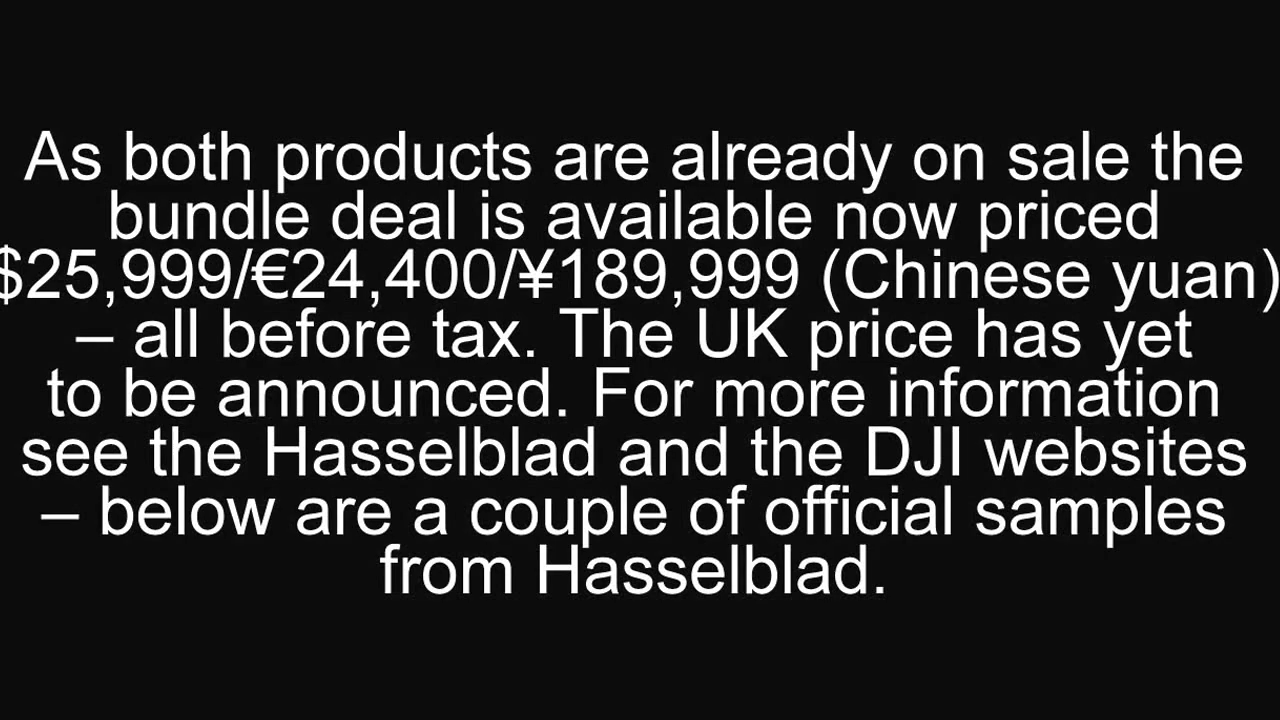 As both products are already on sale the
bundle deal is available now priced
$25,999/€24,400/¥189,999 (Chinese yuan)
– all before tax. The UK price has yet
to be announced. For more information
see the Hasselblad and the DJI websites
– below are a couple of official samples
from Hasselblad.